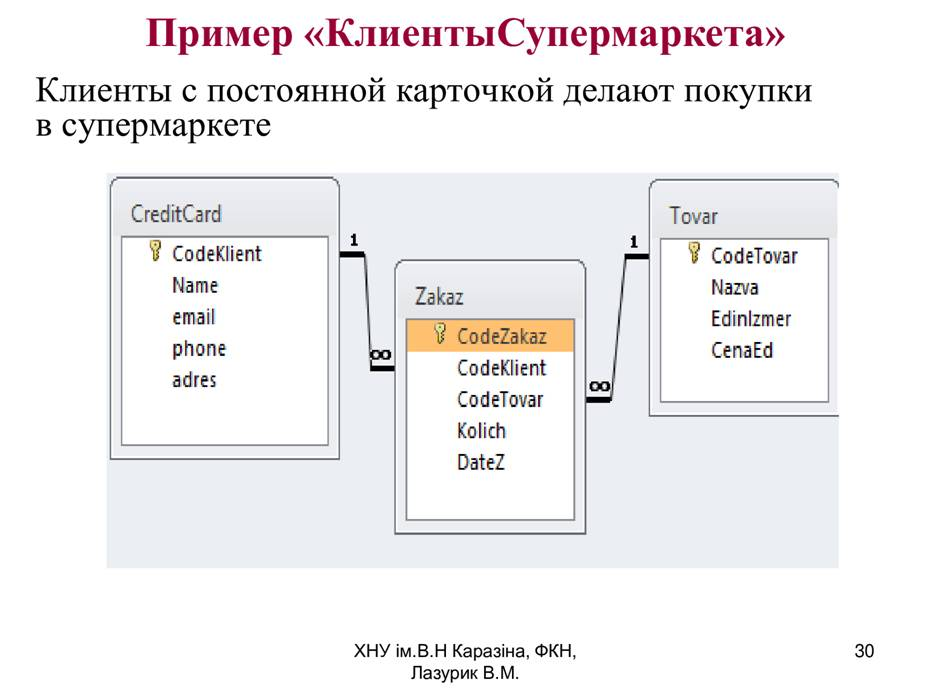 Пример «КлиентыСупермаркета»
Клиенты с постоянной карточкой делают покупки
в супермаркете
CreditCard
CodeKlient
Name
email
phone
adres
1
∞
Zakaz
CodeZakaz
CodeKlient
CodeTovar
Kolich
DateZ
∞
1
Tovar
CodeTovar
Nazva
EdinIzmer
CenaEd
ХНУ ім.В.Н Каразіна, ФКН,
Лазурик В.М.
30